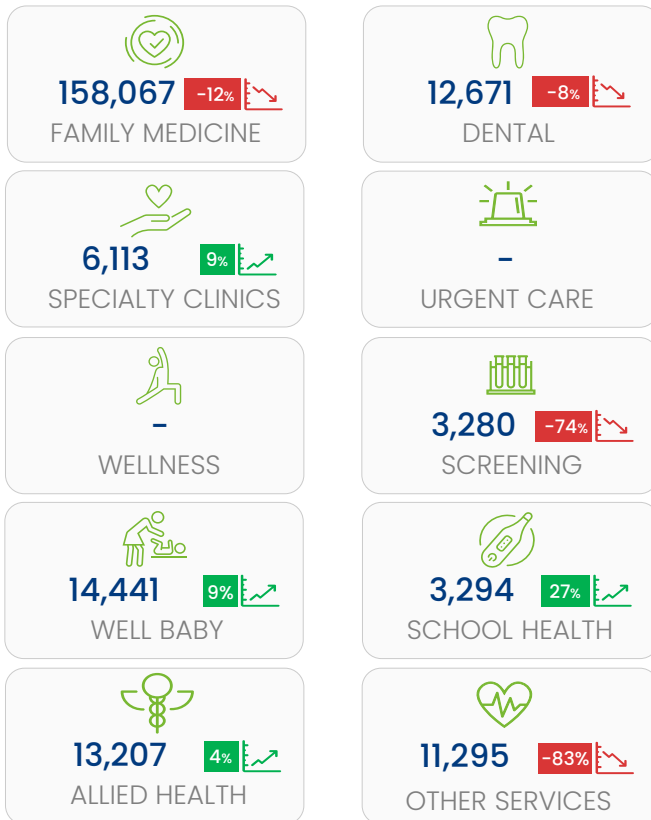 158,067 -12%
FAMILY MEDICINE
12,671 -8%
DENTAL
6,113 9%
SPECIALTY CLINICS
-
URGENT CARE
-
WELLNESS
3,280 -74%
SCREENING
14,441 9%
WELL BABY
3,294 27%
SCHOOL HEALTH
13,207 4%
ALLIED HEALTH
11,295 -83%
OTHER SERVICES